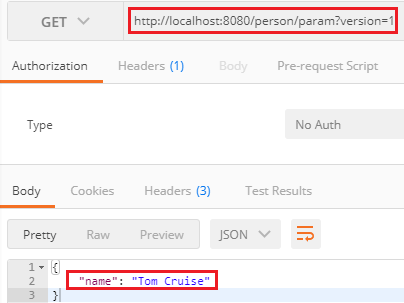 GET http://localhost:8080/person/param?version=1
Authorization Headers (1) Body Pre-request Script
Type No Auth
Body Cookies Headers (3) Test Results
Pretty Raw Preview JSON
1 {
2 "name": "Tom Cruise"
3 }